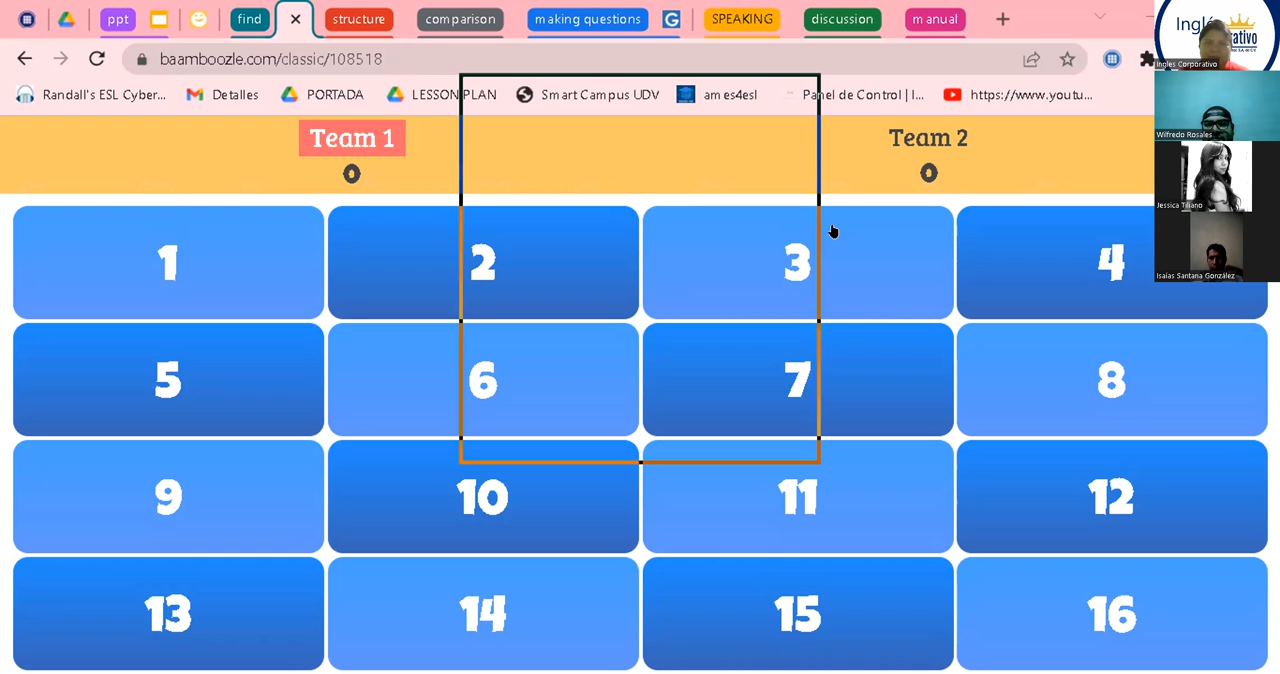 ppt
find
structure
comparison
making questions
SPEAKING
discussion
manual
baamboozle.com/classic/108518
Randall's ESL Cyber...
Detalles
PORTADA
LESSON PLAN
Smart Campus UDV
ames4esl
Panel de Control | I...
https://www.youtu...
Ingles Corporativo
Wilfredo Rosales
Jessica Tiliano
Isaías Santana González
Team 1
0
Team 2
0
1
2
3
4
5
6
7
8
9
10
11
12
13
14
15
16